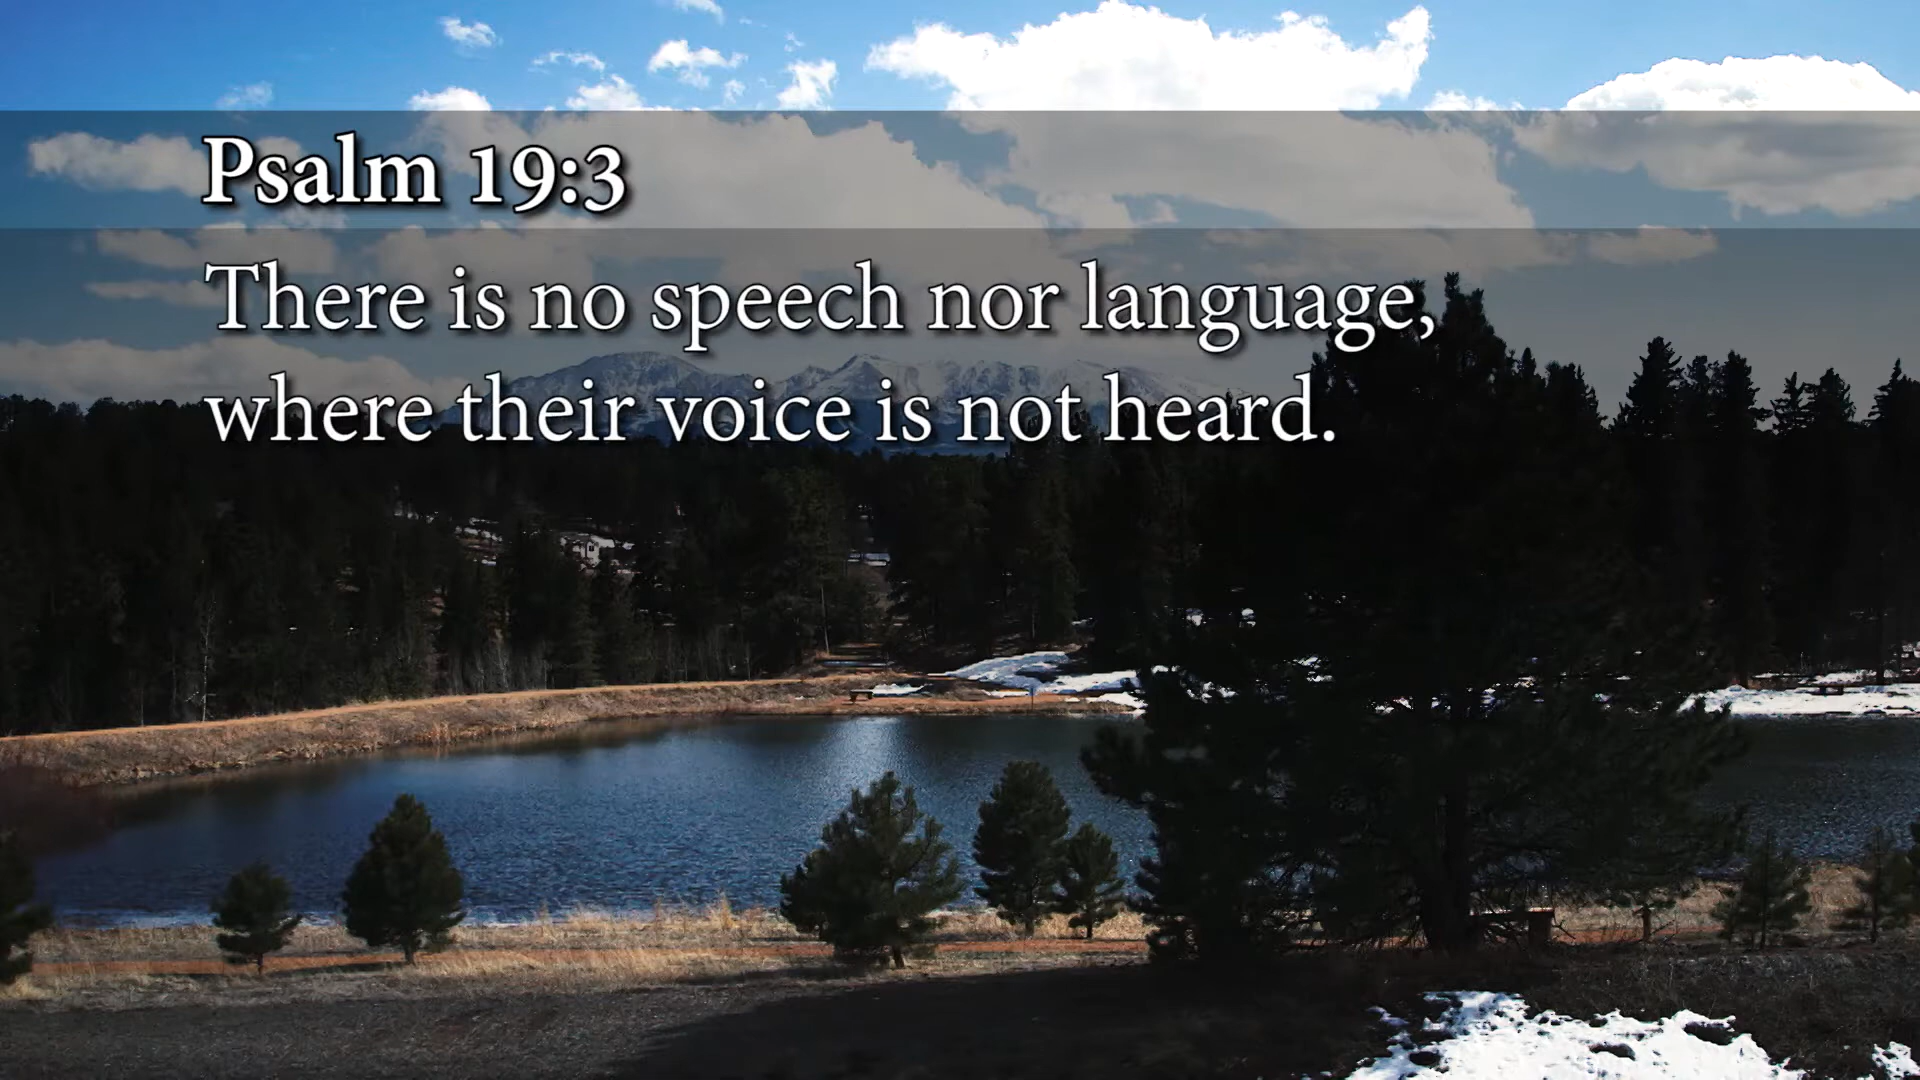 Psalm 19:3
There is no speech nor language,
where their voice is not heard.